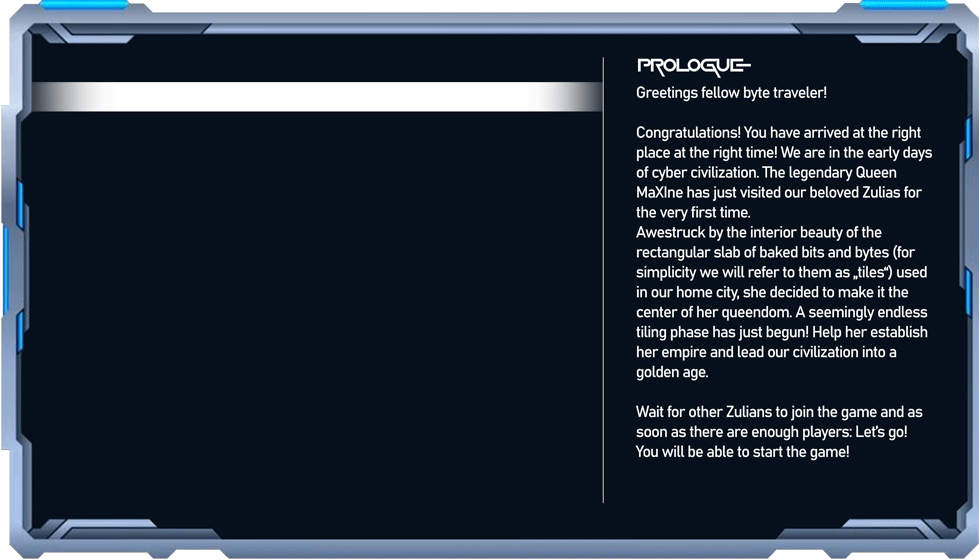 PROLOGUE
Greetings fellow byte traveler!
Congratulations! You have arrived at the right
place at the right time! We are in the early days
of cyber civilization. The legendary Queen
MaXIne has just visited our beloved Zulias for
the very first time.
Awestruck by the interior beauty of the
rectangular slab of baked bits and bytes (for
simplicity we will refer to them as „tiles“) used
in our home city, she decided to make it the
center of her queendom. A seemingly endless
tiling phase has just begun! Help her establish
her empire and lead our civilization into a
golden age.
Wait for other Zulians to join the game and as
soon as there are enough players: Let's go!
You will be able to start the game!